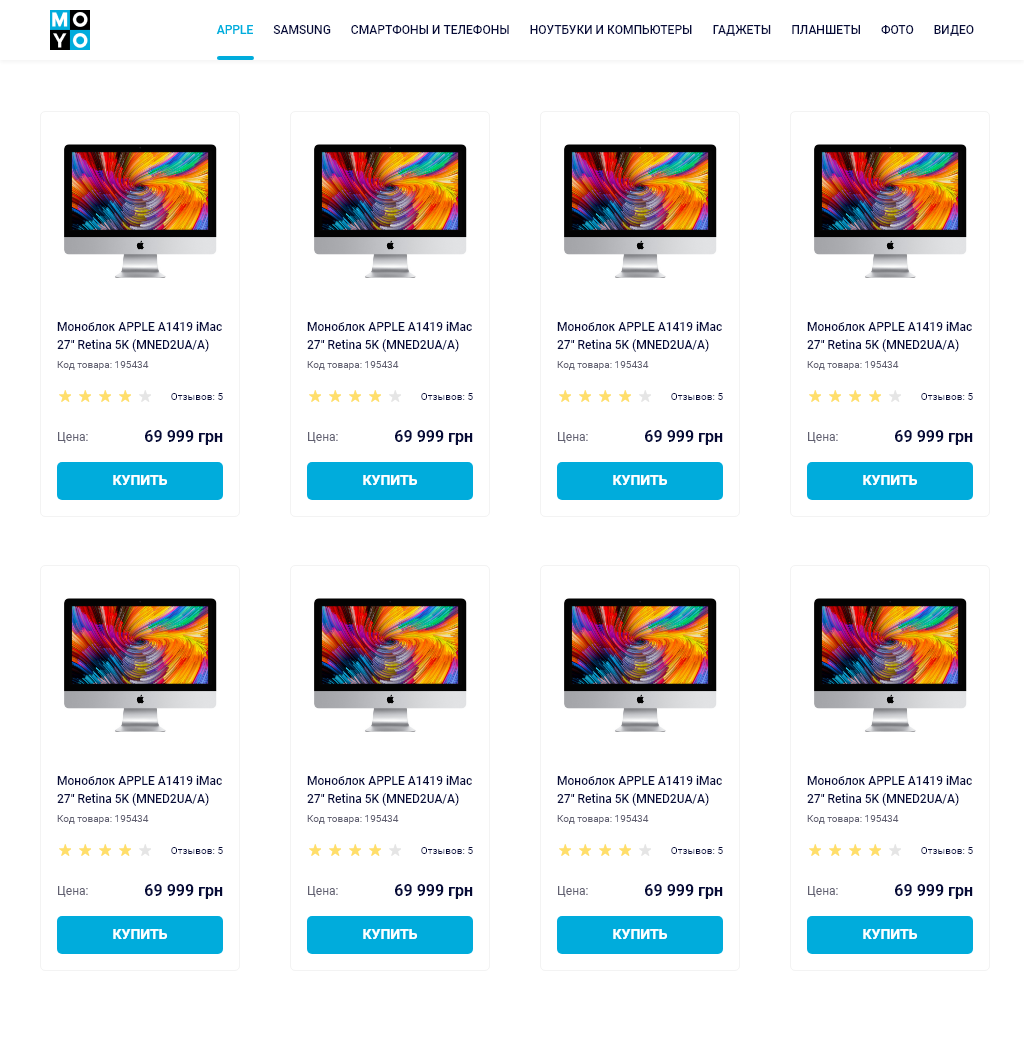 MO
YO
APPLE SAMSUNG СМАРТФОНЫ И ТЕЛЕФОНЫ НОУТБУКИ И КОМПЬЮТЕРЫ ГАДЖЕТЫ ПЛАНШЕТЫ ФОТО ВИДЕО
Моноблок APPLE A1419 iMac
27" Retina 5K (MNED2UA/A)
Код товара: 195434
Отзывов: 5
Цена: 69 999 грн
КУПИТЬ
Моноблок APPLE A1419 iMac
27" Retina 5K (MNED2UA/A)
Код товара: 195434
Отзывов: 5
Цена: 69 999 грн
КУПИТЬ
Моноблок APPLE A1419 iMac
27" Retina 5K (MNED2UA/A)
Код товара: 195434
Отзывов: 5
Цена: 69 999 грн
КУПИТЬ
Моноблок APPLE A1419 iMac
27" Retina 5K (MNED2UA/A)
Код товара: 195434
Отзывов: 5
Цена: 69 999 грн
КУПИТЬ
Моноблок APPLE A1419 iMac
27" Retina 5K (MNED2UA/A)
Код товара: 195434
Отзывов: 5
Цена: 69 999 грн
КУПИТЬ
Моноблок APPLE A1419 iMac
27" Retina 5K (MNED2UA/A)
Код товара: 195434
Отзывов: 5
Цена: 69 999 грн
КУПИТЬ
Моноблок APPLE A1419 iMac
27" Retina 5K (MNED2UA/A)
Код товара: 195434
Отзывов: 5
Цена: 69 999 грн
КУПИТЬ
Моноблок APPLE A1419 iMac
27" Retina 5K (MNED2UA/A)
Код товара: 195434
Отзывов: 5
Цена: 69 999 грн
КУПИТЬ